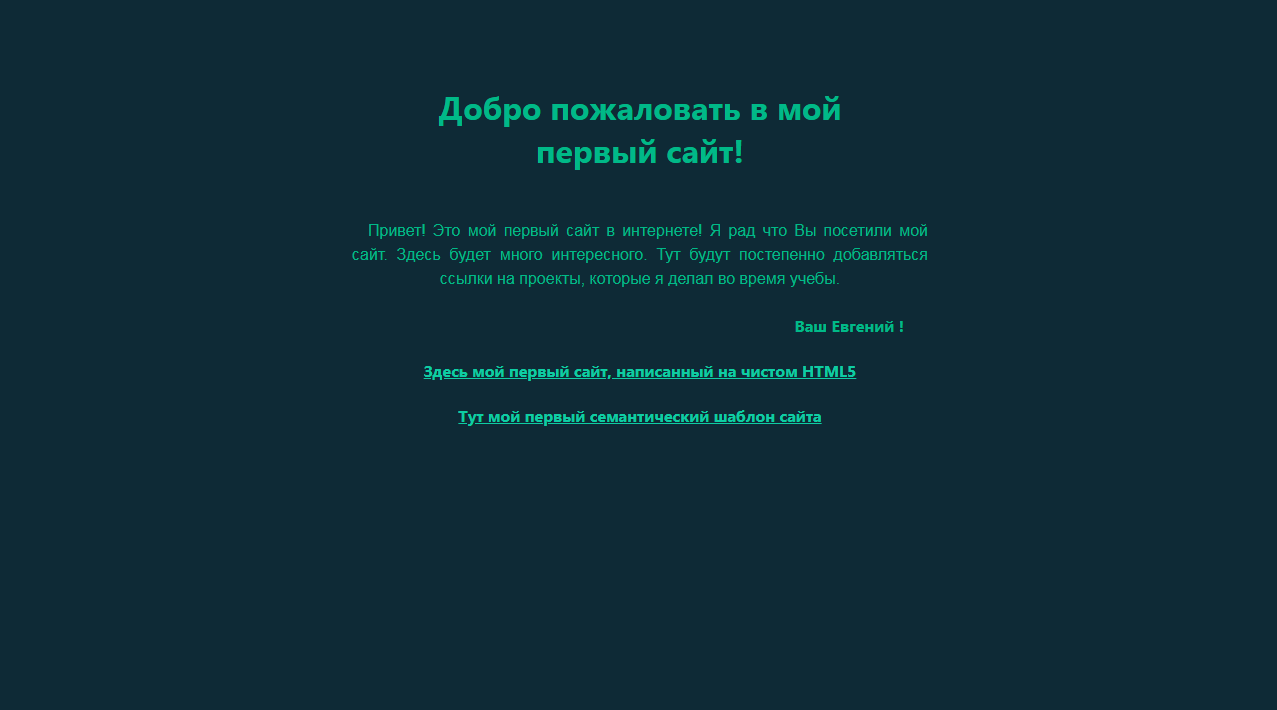 Добро пожаловать в мой
первый сайт!
Привет! Это мой первый сайт в интернете! Я рад что Вы посетили мой
сайт. Здесь будет много интересного. Тут будут постепенно добавляться
ссылки на проекты, которые я делал во время учебы.
Ваш Евгений !
Здесь мой первый сайт, написанный на чистом HTML5
Тут мой первый семантический шаблон сайта